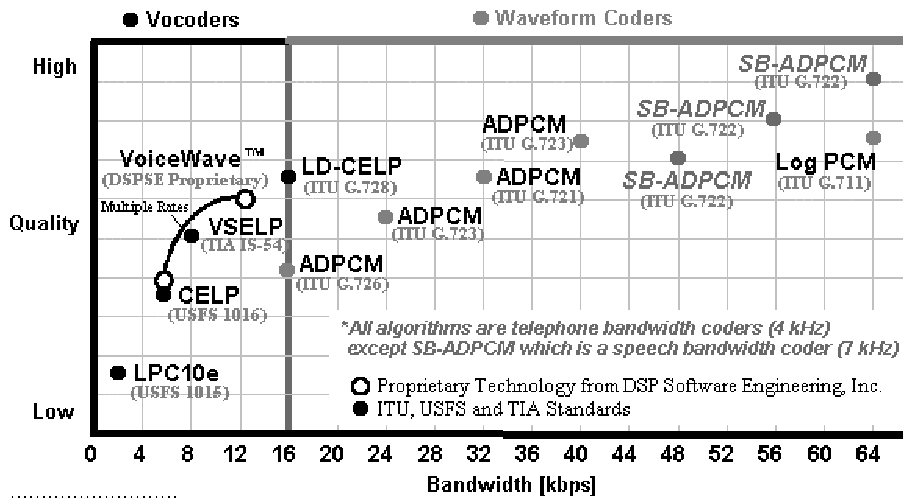 Vocoders
Waveform Coders
High
Quality
Low
SB-ADPCM
(ITU G.722)
SB-ADPCM
(ITU G.722)
ADPCM
(ITU G.723)
VoiceWave™
(DSPSE Proprietary)
LD-CELP
(ITU G.728)
ADPCM
(ITU G.721)
SB-ADPCM
(ITU G.722)
Log PCM
(ITU G.711)
Multiple Rates
VSELP
(TIA IS-54)
ADPCM
(ITU G.723)
ADPCM
(ITU G.726)
CELP
(USFS 1016)
*All algorithms are telephone bandwidth coders (4 kHz)
except SB-ADPCM which is a speech bandwidth coder (7 kHz)
LPC10e
(USFS 1015)
Proprietary Technology from DSP Software Engineering, Inc.
ITU, USFS and TIA Standards
0 4 8 12 16 20 24 28 32 36 40 44 48 52 56 60 64
Bandwidth [kbps]